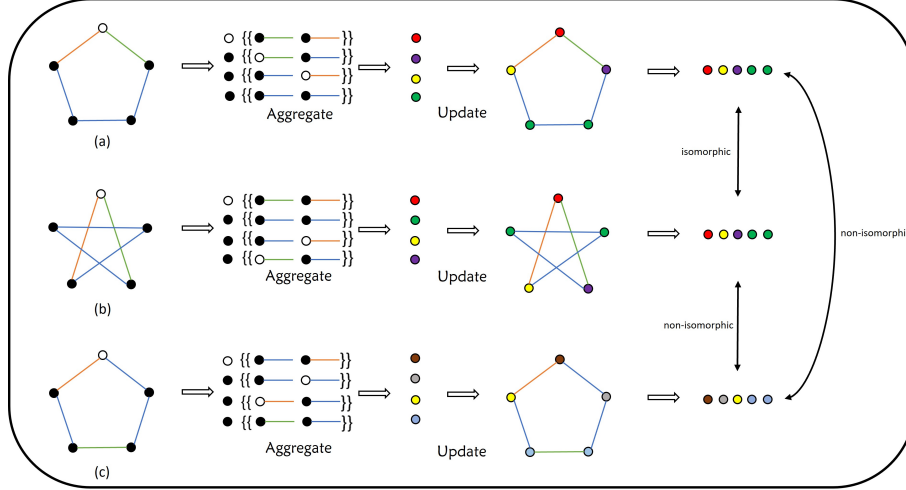 {{ }}
{{ }}
{{ }}
{{ }}
Aggregate
Update
(a)
isomorphic
{{ }}
{{ }}
{{ }}
{{ }}
Aggregate
Update
(b)
non-isomorphi
non-isomorphic
{{ }}
{{ }}
{{ }}
{{ }}
Aggregate
Update
(c)